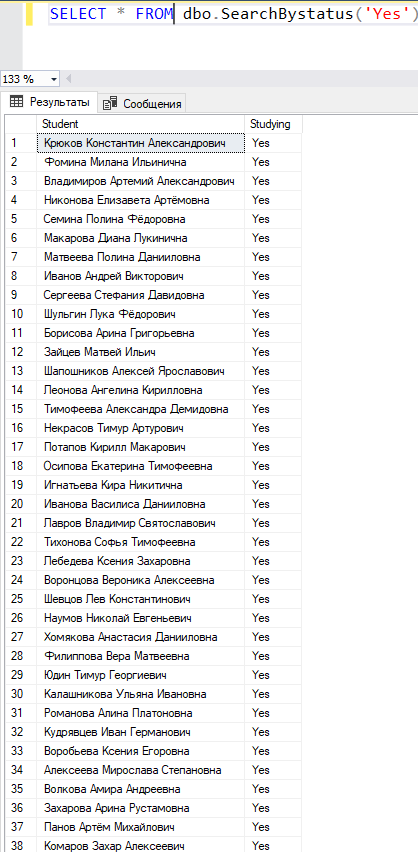 SELECT * FROM dbo.SearchBystatus('Yes')
133 %
Результаты Сообщения
Student Studying
1 Крюков Константин Александрович Yes
2 Фомина Милана Ильинична Yes
3 Владимиров Артемий Александрович Yes
4 Никонова Елизавета Артёмовна Yes
5 Семина Полина Фёдоровна Yes
6 Макарова Диана Лукинична Yes
7 Матвеева Полина Данииловна Yes
8 Иванов Андрей Викторович Yes
9 Сергеева Стефания Давидовна Yes
10 Шульгин Лука Фёдорович Yes
11 Борисова Арина Григорьевна Yes
12 Зайцев Матвей Ильич Yes
13 Шапошников Алексей Ярославович Yes
14 Леонова Ангелина Кирилловна Yes
15 Тимофеева Александра Демидовна Yes
16 Некрасов Тимур Артурович Yes
17 Потапов Кирилл Макарович Yes
18 Осипова Екатерина Тимофеевна Yes
19 Игнатьева Кира Никитична Yes
20 Иванова Василиса Данииловна Yes
21 Лавров Владимир Святославович Yes
22 Тихонова Софья Тимофеевна Yes
23 Лебедева Ксения Захаровна Yes
24 Воронцова Вероника Алексеевна Yes
25 Шевцов Лев Константинович Yes
26 Наумов Николай Евгеньевич Yes
27 Хомякова Анастасия Данииловна Yes
28 Филиппова Вера Матвеевна Yes
29 Юдин Тимур Георгиевич Yes
30 Калашникова Ульяна Ивановна Yes
31 Романова Алина Платоновна Yes
32 Кудрявцев Иван Германович Yes
33 Воробьева Ксения Егоровна Yes
34 Алексеева Мирослава Степановна Yes
35 Волкова Амира Андреевна Yes
36 Захарова Арина Рустамовна Yes
37 Панов Артём Михайлович Yes
38 Комаров Захар Алексеевич Yes